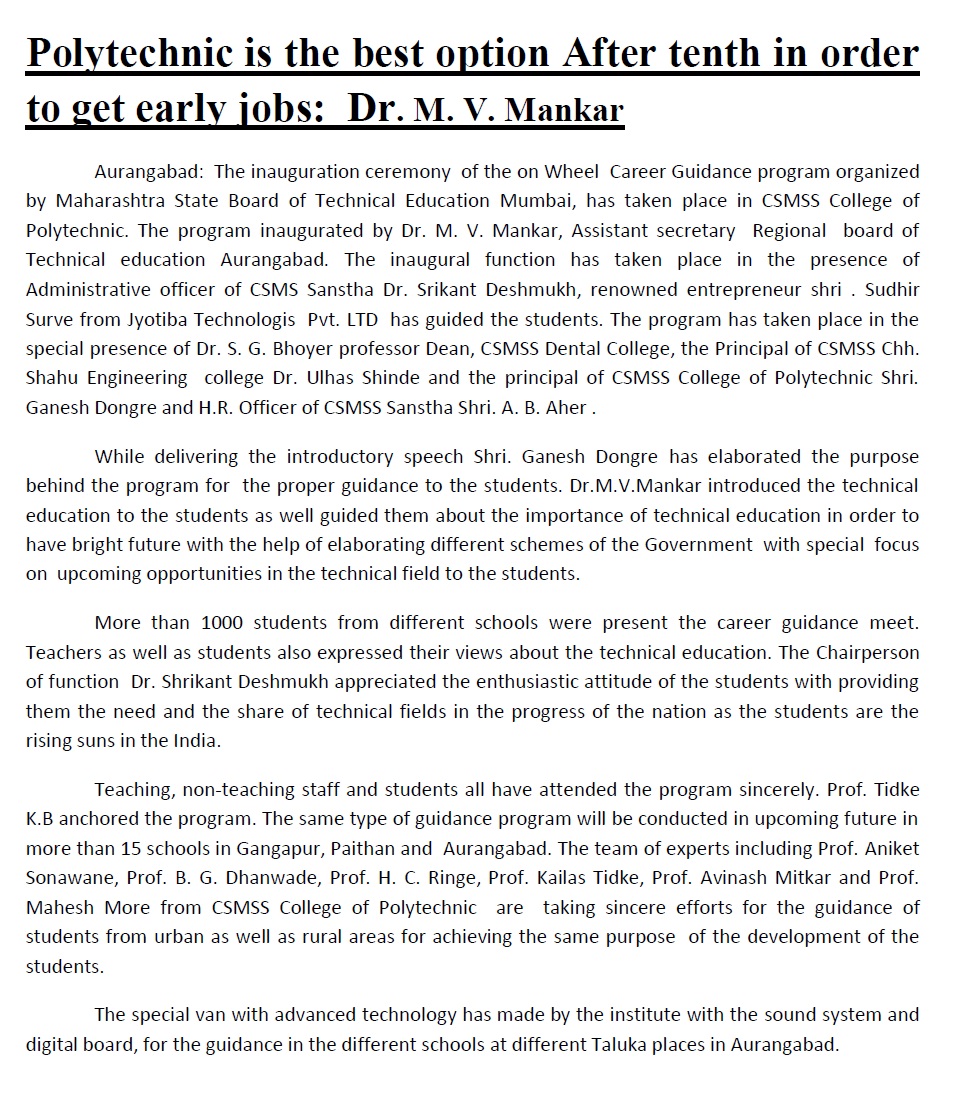 Polytechnic is the best option After tenth in order
to get early jobs: Dr. M. V. Mankar
Aurangabad: The inauguration ceremony of the on Wheel Career Guidance program organized
by Maharashtra State Board of Technical Education Mumbai, has taken place in CSMSS College of
Polytechnic. The program inaugurated by Dr. M. V. Mankar, Assistant secretary Regional board of
Technical education Aurangabad. The inaugural function has taken place in the presence of
Administrative officer of CSMS Sanstha Dr. Srikant Deshmukh, renowned entrepreneur shri . Sudhir
Surve from Jyotiba Technologis Pvt. LTD has guided the students. The program has taken place in the
special presence of Dr. S. G. Bhoyer professor Dean, CSMSS Dental College, the Principal of CSMSS Chh.
Shahu Engineering college Dr. Ulhas Shinde and the principal of CSMSS College of Polytechnic Shri.
Ganesh Dongre and H.R. Officer of CSMSS Sanstha Shri. A. B. Aher .
While delivering the introductory speech Shri. Ganesh Dongre has elaborated the purpose
behind the program for the proper guidance to the students. Dr.M.V.Mankar introduced the technical
education to the students as well guided them about the importance of technical education in order to
have bright future with the help of elaborating different schemes of the Government with special focus
on upcoming opportunities in the technical field to the students.
More than 1000 students from different schools were present the career guidance meet.
Teachers as well as students also expressed their views about the technical education. The Chairperson
of function Dr. Shrikant Deshmukh appreciated the enthusiastic attitude of the students with providing
them the need and the share of technical fields in the progress of the nation as the students are the
rising suns in the India.
Teaching, non-teaching staff and students all have attended the program sincerely. Prof. Tidke
K.B anchored the program. The same type of guidance program will be conducted in upcoming future in
more than 15 schools in Gangapur, Paithan and Aurangabad. The team of experts including Prof. Aniket
Sonawane, Prof. B. G. Dhanwade, Prof. H. C. Ringe, Prof. Kailas Tidke, Prof. Avinash Mitkar and Prof.
Mahesh More from CSMSS College of Polytechnic are taking sincere efforts for the guidance of
students from urban as well as rural areas for achieving the same purpose of the development of the
students.
The special van with advanced technology has made by the institute with the sound system and
digital board, for the guidance in the different schools at different Taluka places in Aurangabad.